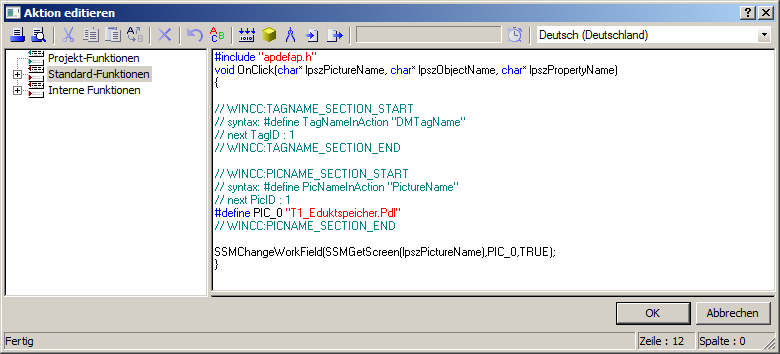 Aktion editieren
Deutsch (Deutschland)
Projekt-Funktionen
Standard-Funktionen
Interne Funktionen
#include "apdefap.h"
void OnClick(char* lpszPictureName, char* lpszObjectName, char* lpszPropertyName)
{
// WINCC:TAGNAME_SECTION_START
// syntax: #define TagNameInAction "DMTagName"
// next TagID : 1
// WINCC:TAGNAME_SECTION_END
// WINCC:PICNAME_SECTION_START
// syntax: #define PicNameInAction "PictureName"
// next PicID : 1
#define PIC_0 "T1_Eduktspeicher.Pdl"
// WINCC:PICNAME_SECTION_END
SSMChangeWorkField(SSMGetScreen(lpszPictureName),PIC_0,TRUE);
}
OK Abbrechen
Fertig Zeile : 12 Spalte : 0